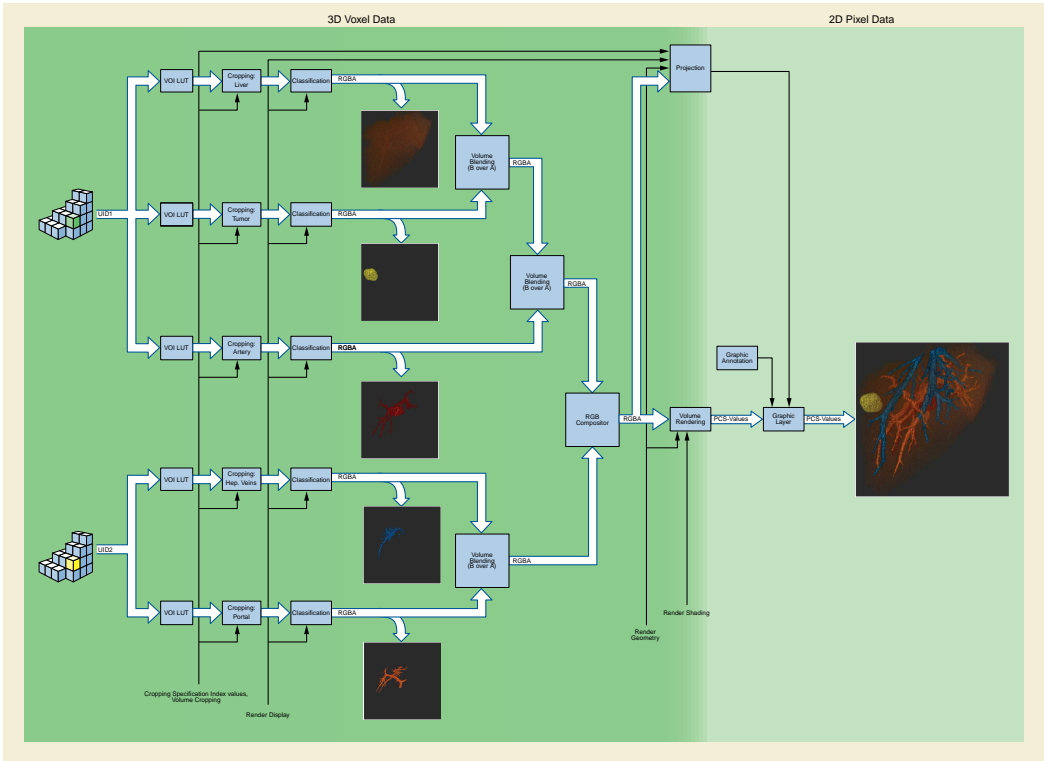 3D Voxel Data
2D Pixel Data
VOI LUT
Cropping:
Liver
Classification
RGBA
Projection
Volume
Blending
(B over A)
RGBA
UID1
VOI LUT
Cropping:
Tumor
Classification
RGBA
Volume
Blending
(B over A)
RGBA
VOI LUT
Cropping:
Artery
Classification
RGBA
Graphic
Annotation
RGB
Compositor
RGBA
Volume
Rendering
PCS-Values
Graphic
Layer
PCS-Values
VOI LUT
Cropping:
Hep. Veins
Classification
RGBA
UID2
Volume
Blending
(B over A)
RGBA
VOI LUT
Cropping:
Portal
Classification
RGBA
Render Shading
Render
Geometry
Cropping Specification Index values,
Volume Cropping
Render Display